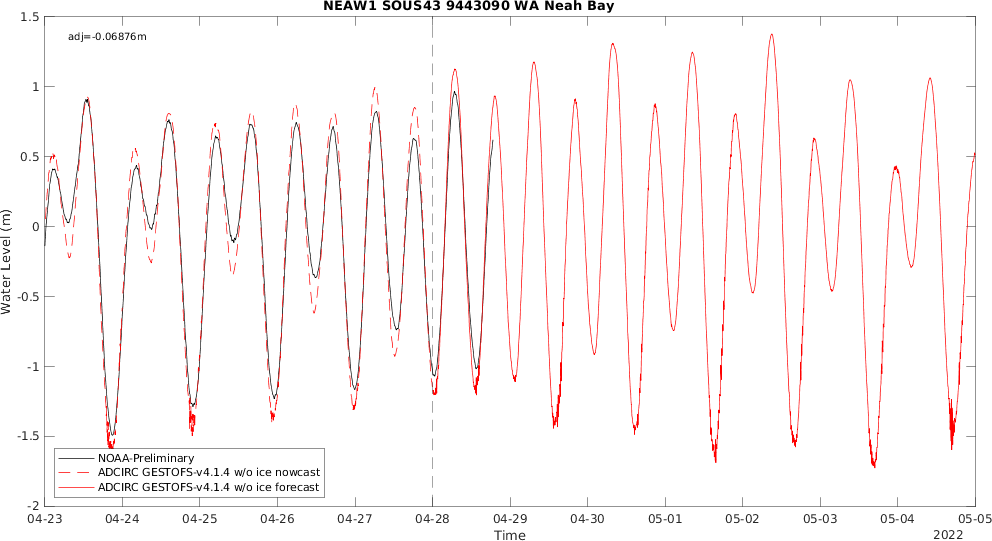 NEAW1 SOUS43 9443090 WA Neah Bay
adj=-0.06876m
1.5
1
0.5
0
-0.5
-1
-1.5
-2
Water Level (m)
NOAA-Preliminary
ADCIRC GESTOFS-v4.1.4 w/o ice nowcast
ADCIRC GESTOFS-v4.1.4 w/o ice forecast
04-23 04-24 04-25 04-26 04-27 04-28 04-29 04-30 05-01 05-02 05-03 05-04 05-05
Time
2022